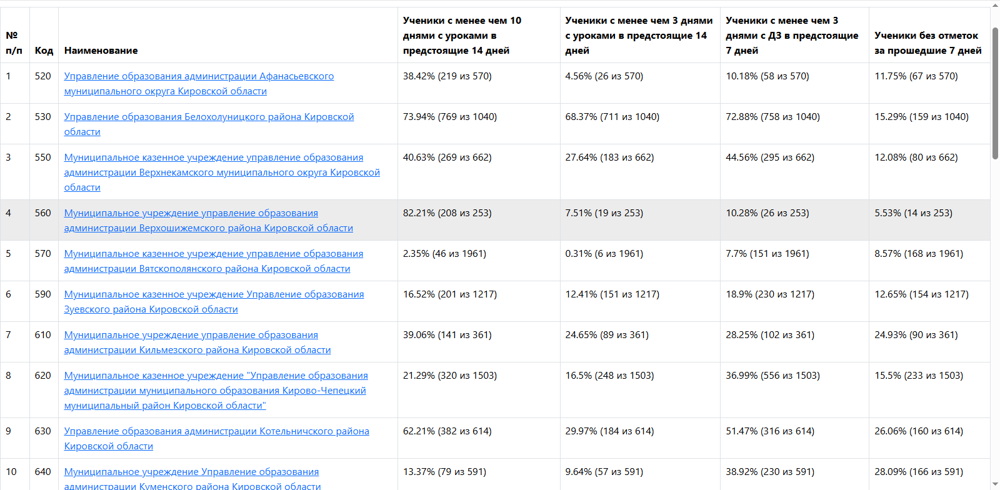 № п/п
Код
Наименование
Ученики с менее чем 10 днями с уроками в предстоящие 14 дней
Ученики с менее чем 3 днями с уроками в предстоящие 14 дней
Ученики с менее чем 3 днями с ДЗ в предстоящие 7 дней
Ученики без отметок за прошедшие 7 дней
1
520
Управление образования администрации Афанасьевского
муниципального округа Кировской области
38.42% (219 из 570)
4.56% (26 из 570)
10.18% (58 из 570)
11.75% (67 из 570)
2
530
Управление образования Белохолуницкого района Кировской
области
73.94% (769 из 1040)
68.37% (711 из 1040)
72.88% (758 из 1040)
15.29% (159 из 1040)
3
550
Муниципальное казенное учреждение управление образования
администрации Верхнекамского муниципального округа Кировской
области
40.63% (269 из 662)
27.64% (183 из 662)
44.56% (295 из 662)
12.08% (80 из 662)
4
560
Муниципальное учреждение управление образования
администрации Верхошижемского района Кировской области
82.21% (208 из 253)
7.51% (19 из 253)
10.28% (26 из 253)
5.53% (14 из 253)
5
570
Муниципальное казенное учреждение управление образования
администрации Вятскополянского района Кировской области
2.35% (46 из 1961)
0.31% (6 из 1961)
7.7% (151 из 1961)
8.57% (168 из 1961)
6
590
Муниципальное казенное учреждение Управление образования
Зуевского района Кировской области
16.52% (201 из 1217)
12.41% (151 из 1217)
18.9% (230 из 1217)
12.65% (154 из 1217)
7
610
Муниципальное учреждение управление образования
администрации Кильмезского района Кировской области
39.06% (141 из 361)
24.65% (89 из 361)
28.25% (102 из 361)
24.93% (90 из 361)
8
620
Муниципальное казенное учреждение "Управление образования
администрации муниципального образования Кирово-Чепецкий
муниципальный район Кировской области"
21.29% (320 из 1503)
16.5% (248 из 1503)
36.99% (556 из 1503)
15.5% (233 из 1503)
9
630
Управление образования администрации Котельничского района
Кировской области
62.21% (382 из 614)
29.97% (184 из 614)
51.47% (316 из 614)
26.06% (160 из 614)
10
640
Муниципальное учреждение Управление образования
администрации Куменского района Кировской области
13.37% (79 из 591)
9.64% (57 из 591)
38.92% (230 из 591)
28.09% (166 из 591)